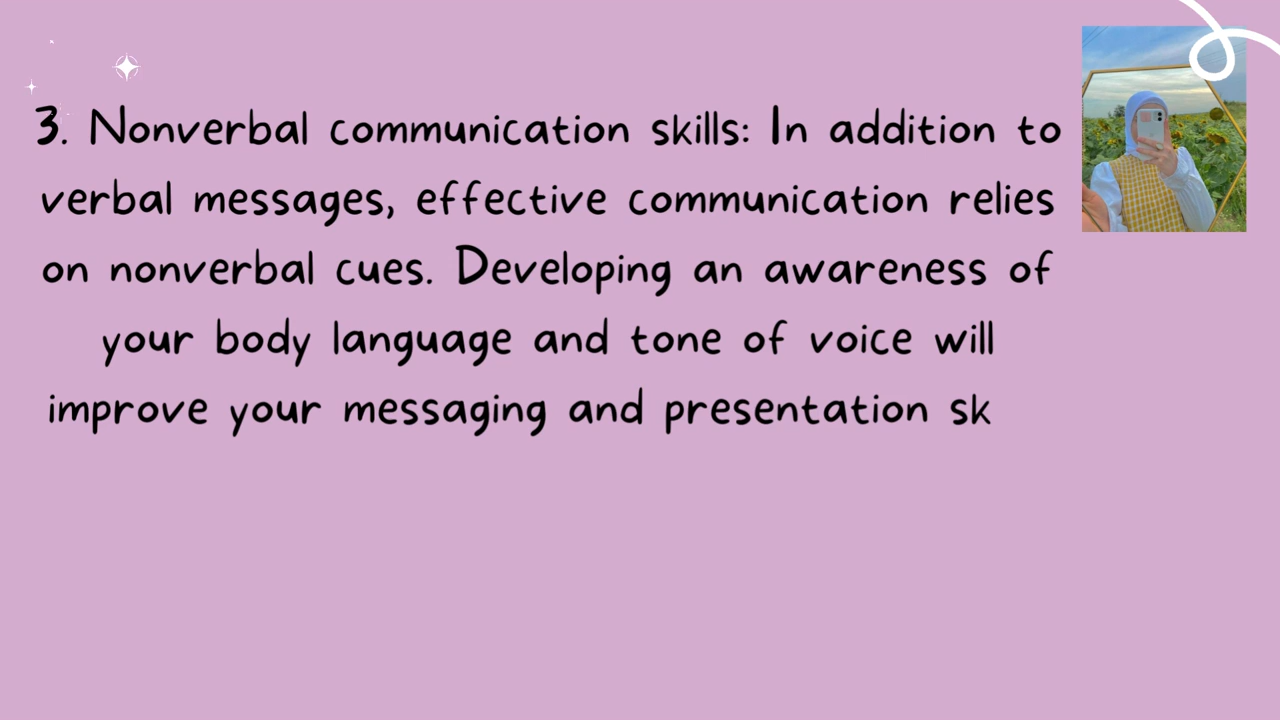 3. Nonverbal communication skills: In addition to
verbal messages, effective communication relies
on nonverbal cues. Developing an awareness of
your body language and tone of voice will
improve your messaging and presentation sk